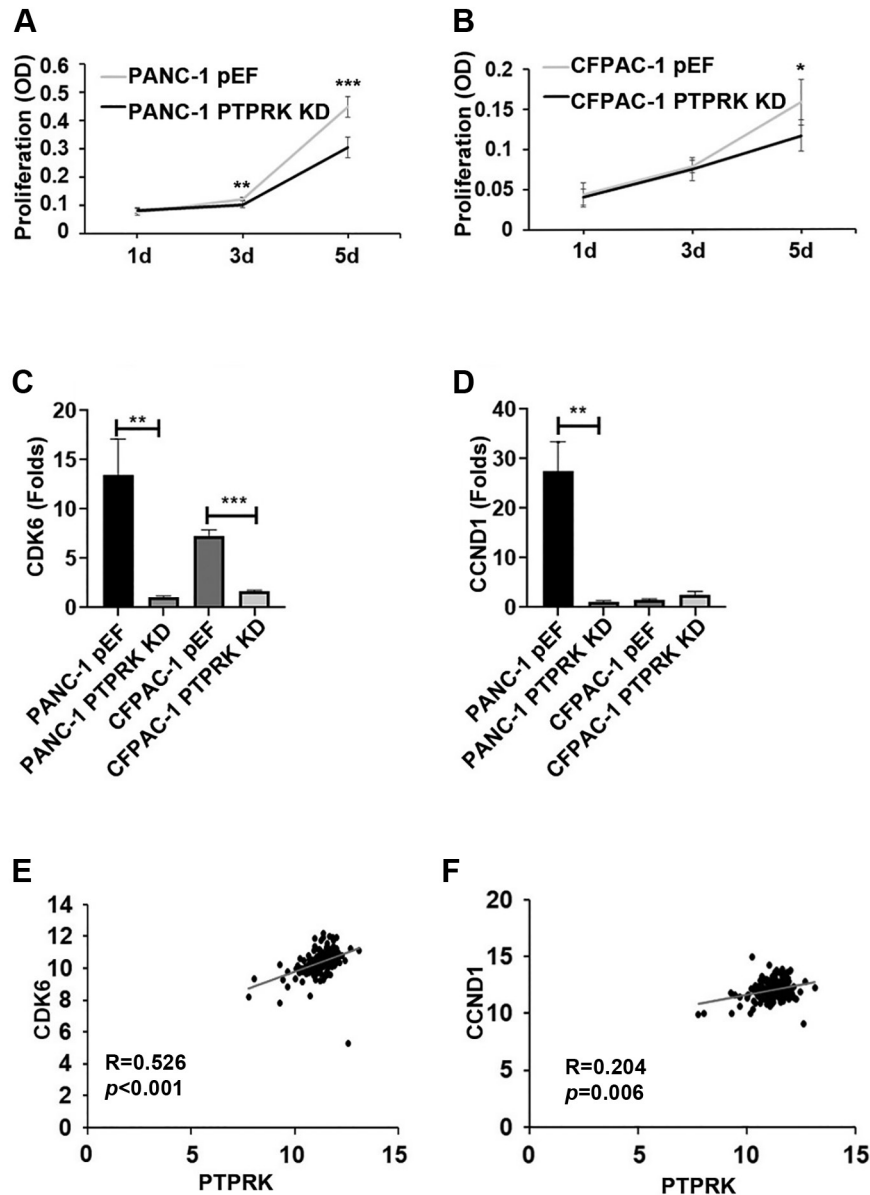 A
Proliferation (OD)
0.6
0.5
0.4
0.3
0.2
0.1
0
PANC-1 pEF
PANC-1 PTPRK KD
**
***
1d 3d 5d
B
Proliferation (OD)
0.2
0.15
0.1
0.05
0
CFPAC-1 pEF
CFPAC-1 PTPRK KD
*
1d 3d 5d
C
CDK6 (Folds)
20
15
10
5
0
**
***
PANC-1 pEF
PANC-1 PTPRK KD
CFPAC-1 pEF
CFPAC-1 PTPRK KD
D
CCND1 (Folds)
40
30
20
10
0
**
PANC-1 pEF
PANC-1 PTPRK KD
CFPAC-1 pEF
CFPAC-1 PTPRK KD
E
CDK6
14
12
10
8
6
4
2
0
R=0.526
p<0.001
0 5 10 15
PTPRK
F
CCND1
20
15
10
5
0
R=0.204
p=0.006
0 5 10 15
PTPRK